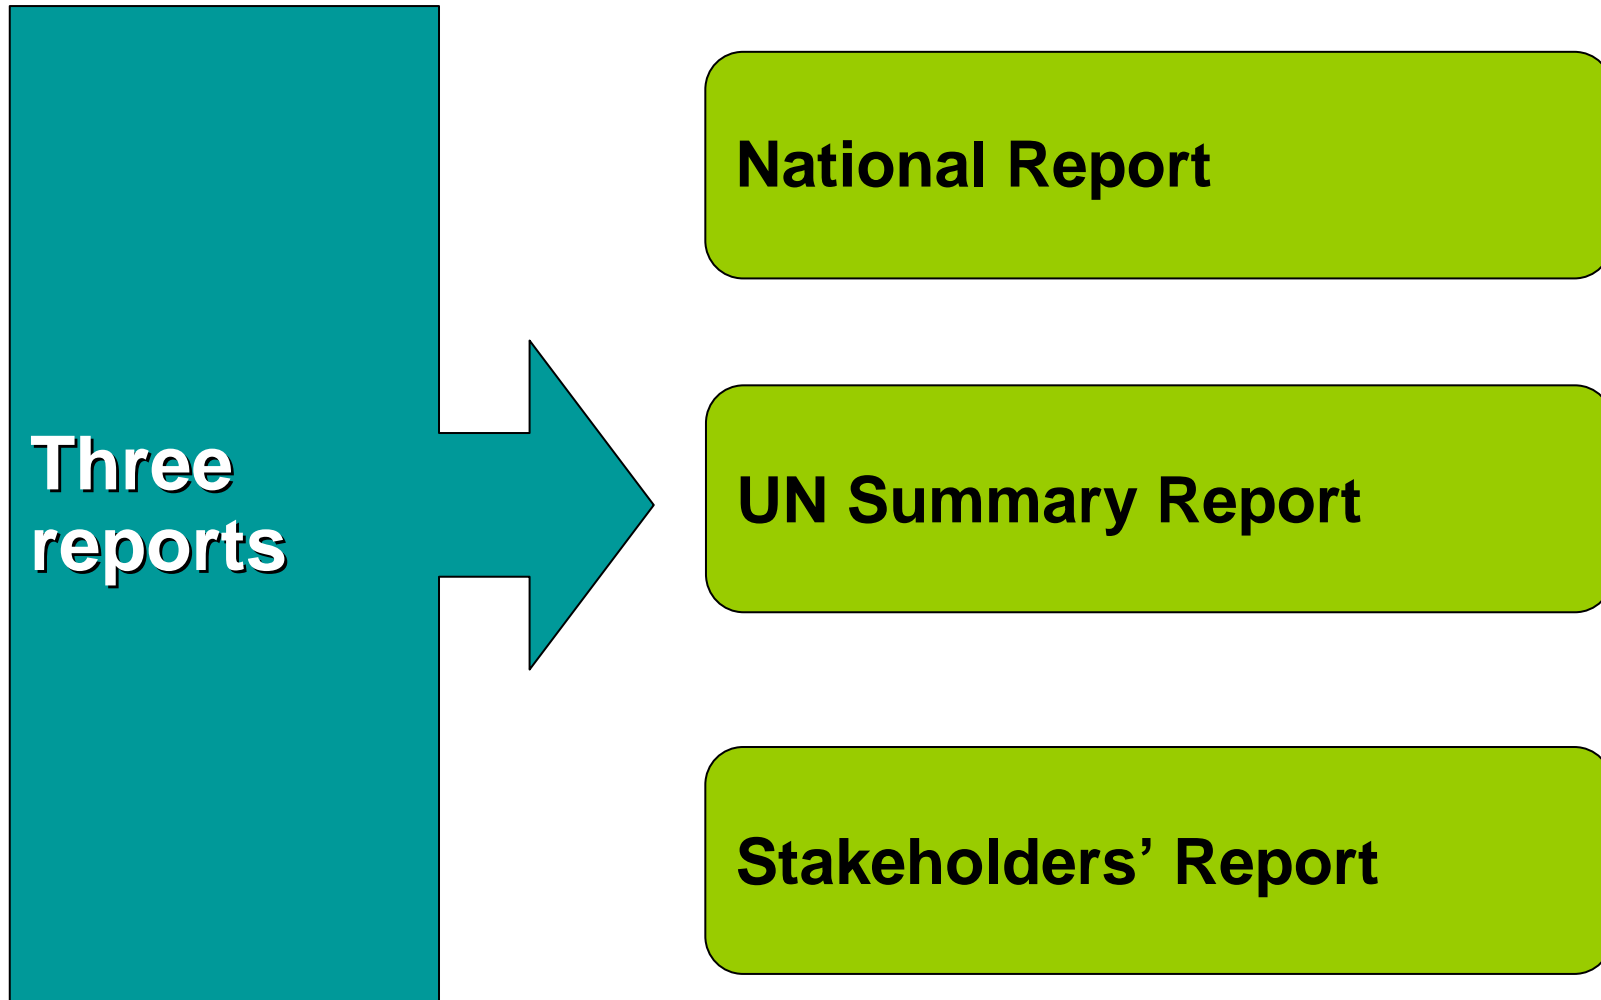 Three
reports
National Report
UN Summary Report
Stakeholders’ Report